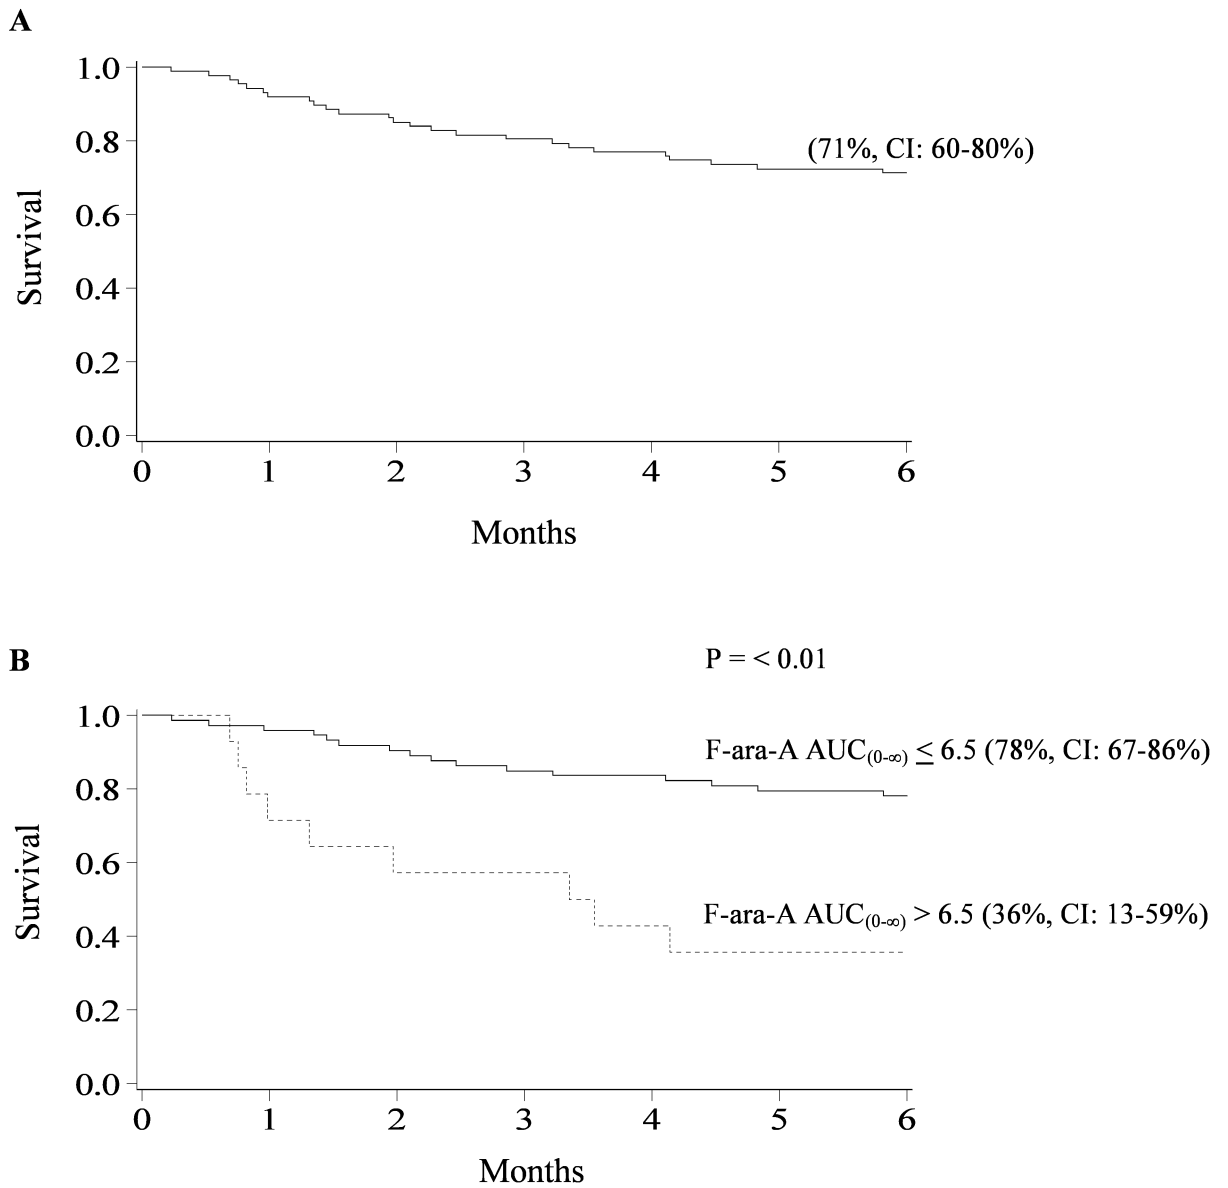 A
1.0
0.8
0.6
0.4
0.2
0.0
Survival
(71%, CI: 60-80%)
0 1 2 3 4 5 6
Months
B
P = < 0.01
1.0
0.8
0.6
0.4
0.2
0.0
Survival
F-ara-A AUC(0-∞) ≤ 6.5 (78%, CI: 67-86%)
F-ara-A AUC(0-∞) > 6.5 (36%, CI: 13-59%)
0 1 2 3 4 5 6
Months